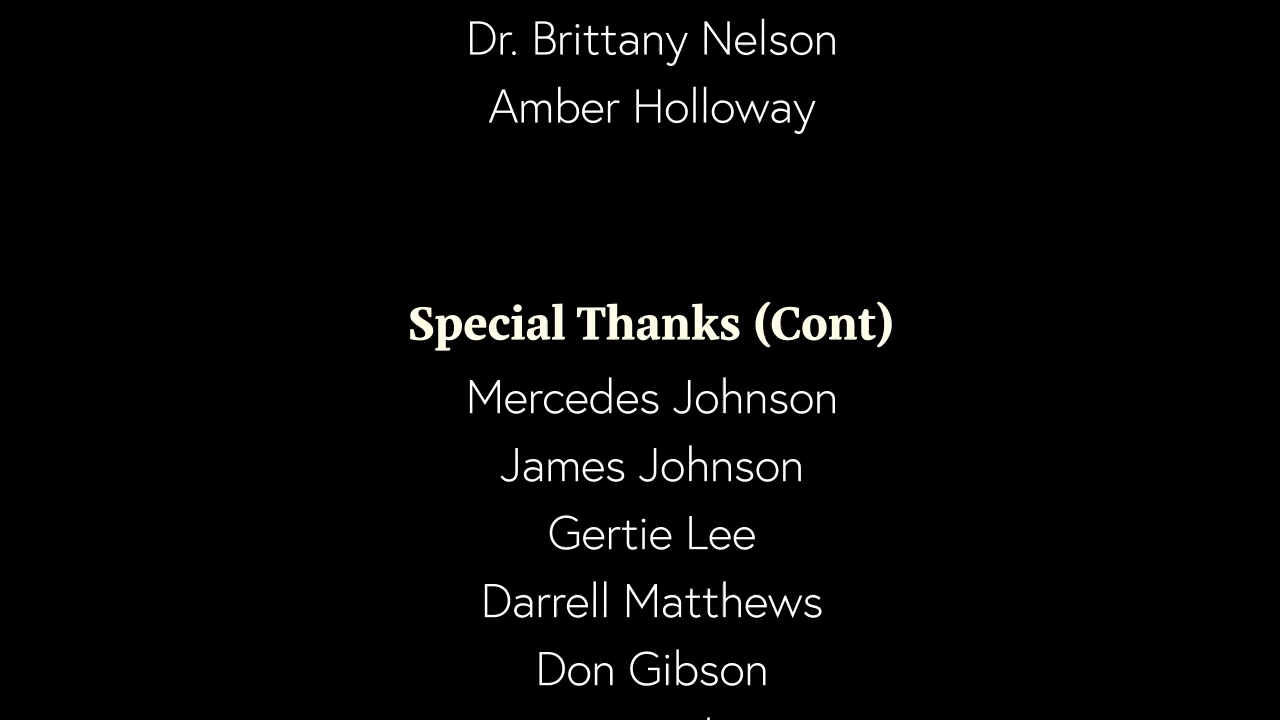 Dr. Brittany Nelson
Amber Holloway
Special Thanks (Cont)
Mercedes Johnson
James Johnson
Gertie Lee
Darrell Matthews
Don Gibson